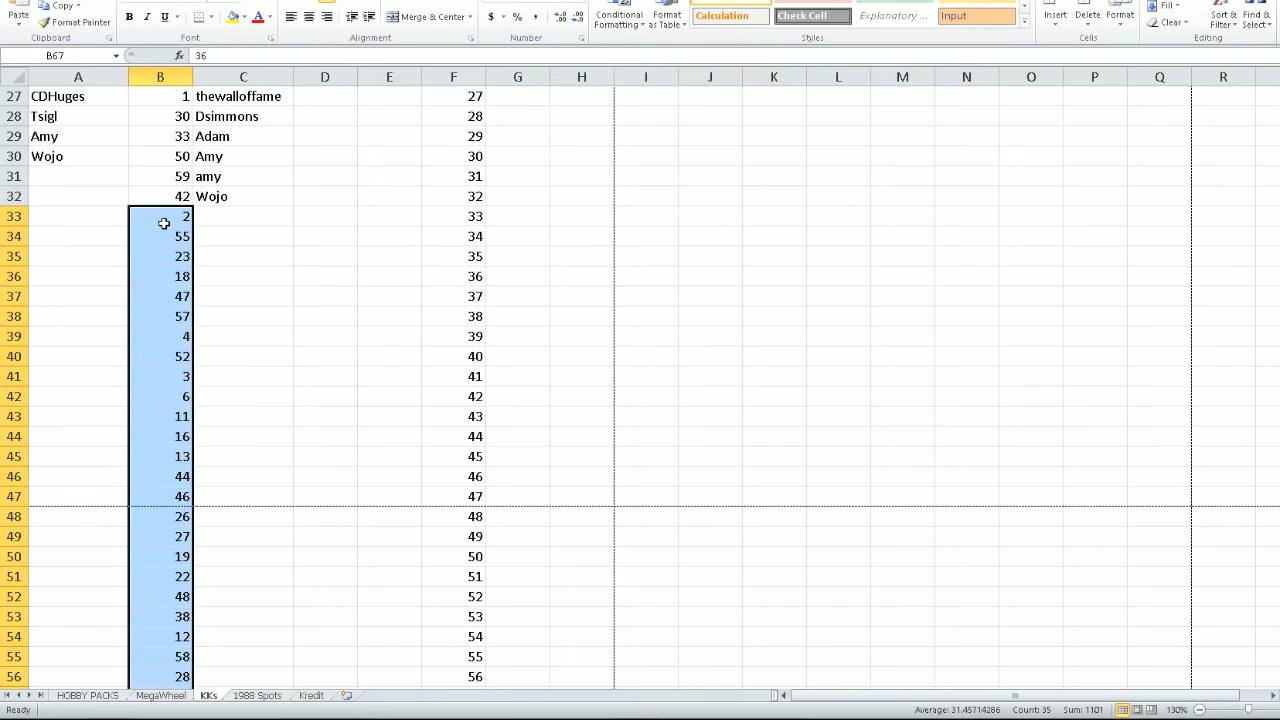 Paste Copy Format Painter B I U A Merge & Center $ % , Conditional Formatting Format as Table Calculation Check Cell Explanatory ... Input Insert Delete Format Fill Clear Sort & Filter Find & Select
Clipboard Font Alignment Number Styles Cells Editing
B67 fx 36
A B C D E F G H I J K L M N O P Q R
27 CDHuges 1 thewalloffame 27
28 Tsigl 30 Dsimmons 28
29 Amy 33 Adam 29
30 Wojo 50 Amy 30
31 59 amy 31
32 42 Wojo 32
33 2 33
34 55 34
35 23 35
36 18 36
37 47 37
38 57 38
39 4 39
40 52 40
41 3 41
42 6 42
43 11 43
44 16 44
45 13 45
46 44 46
47 46 47
48 26 48
49 27 49
50 19 50
51 22 51
52 48 52
53 38 53
54 12 54
55 58 55
56 28 56
HOBBY PACKS MegaWheel KKs 1988 Spots Kredit
Ready Average: 31.45714286 Count: 35 Sum: 1101 130%